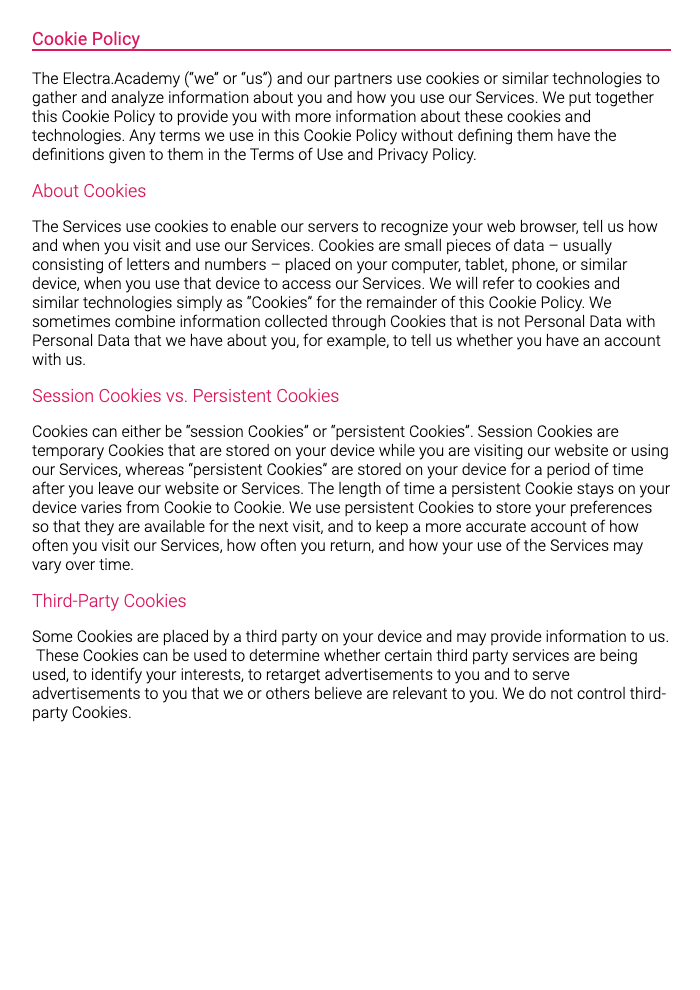 Cookie Policy
The Electra.Academy (“we” or “us”) and our partners use cookies or similar technologies to
gather and analyze information about you and how you use our Services. We put together
this Cookie Policy to provide you with more information about these cookies and
technologies. Any terms we use in this Cookie Policy without defining them have the
definitions given to them in the Terms of Use and Privacy Policy.
About Cookies
The Services use cookies to enable our servers to recognize your web browser, tell us how
and when you visit and use our Services. Cookies are small pieces of data – usually
consisting of letters and numbers – placed on your computer, tablet, phone, or similar
device, when you use that device to access our Services. We will refer to cookies and
similar technologies simply as “Cookies” for the remainder of this Cookie Policy. We
sometimes combine information collected through Cookies that is not Personal Data with
Personal Data that we have about you, for example, to tell us whether you have an account
with us.
Session Cookies vs. Persistent Cookies
Cookies can either be “session Cookies” or “persistent Cookies”. Session Cookies are
temporary Cookies that are stored on your device while you are visiting our website or using
our Services, whereas “persistent Cookies” are stored on your device for a period of time
after you leave our website or Services. The length of time a persistent Cookie stays on your
device varies from Cookie to Cookie. We use persistent Cookies to store your preferences
so that they are available for the next visit, and to keep a more accurate account of how
often you visit our Services, how often you return, and how your use of the Services may
vary over time.
Third-Party Cookies
Some Cookies are placed by a third party on your device and may provide information to us.
These Cookies can be used to determine whether certain third party services are being
used, to identify your interests, to retarget advertisements to you and to serve
advertisements to you that we or others believe are relevant to you. We do not control third-
party Cookies.